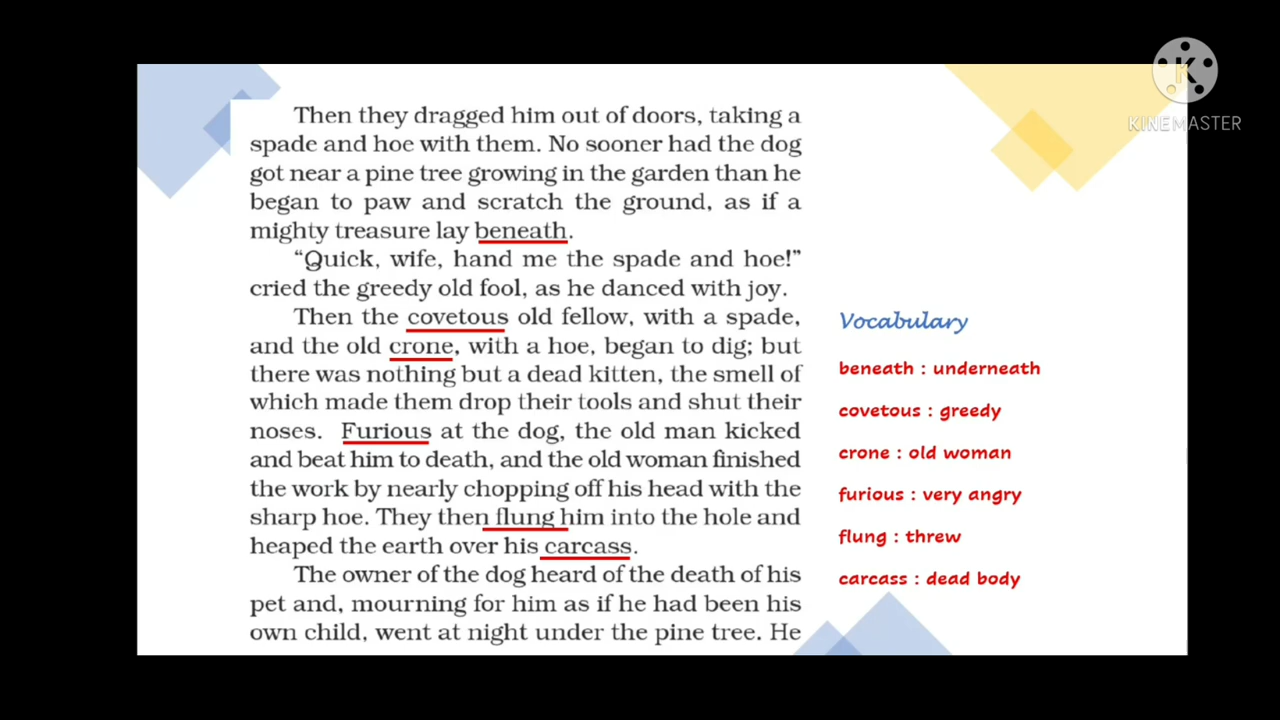 KINEMASTER
Then they dragged him out of doors, taking a
spade and hoe with them. No sooner had the dog
got near a pine tree growing in the garden than he
began to paw and scratch the ground, as if a
mighty treasure lay beneath.
“Quick, wife, hand me the spade and hoe!”
cried the greedy old fool, as he danced with joy.
Then the covetous old fellow, with a spade,
and the old crone, with a hoe, began to dig; but
there was nothing but a dead kitten, the smell of
which made them drop their tools and shut their
noses. Furious at the dog, the old man kicked
and beat him to death, and the old woman finished
the work by nearly chopping off his head with the
sharp hoe. They then flung him into the hole and
heaped the earth over his carcass.
The owner of the dog heard of the death of his
pet and, mourning for him as if he had been his
own child, went at night under the pine tree. He
Vocabulary
beneath : underneath
covetous : greedy
crone : old woman
furious : very angry
flung : threw
carcass : dead body